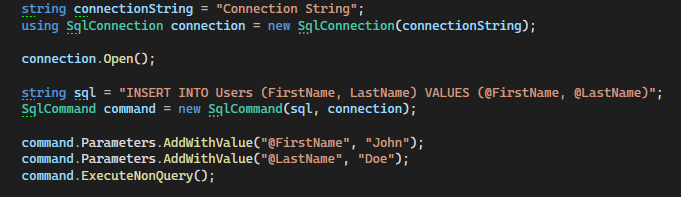 string connectionString = "Connection String";
using SqlConnection connection = new SqlConnection(connectionString);
connection.Open();
string sql = "INSERT INTO Users (FirstName, LastName) VALUES (@FirstName, @LastName)";
SqlCommand command = new SqlCommand(sql, connection);
command.Parameters.AddWithValue("@FirstName", "John");
command.Parameters.AddWithValue("@LastName", "Doe");
command.ExecuteNonQuery();